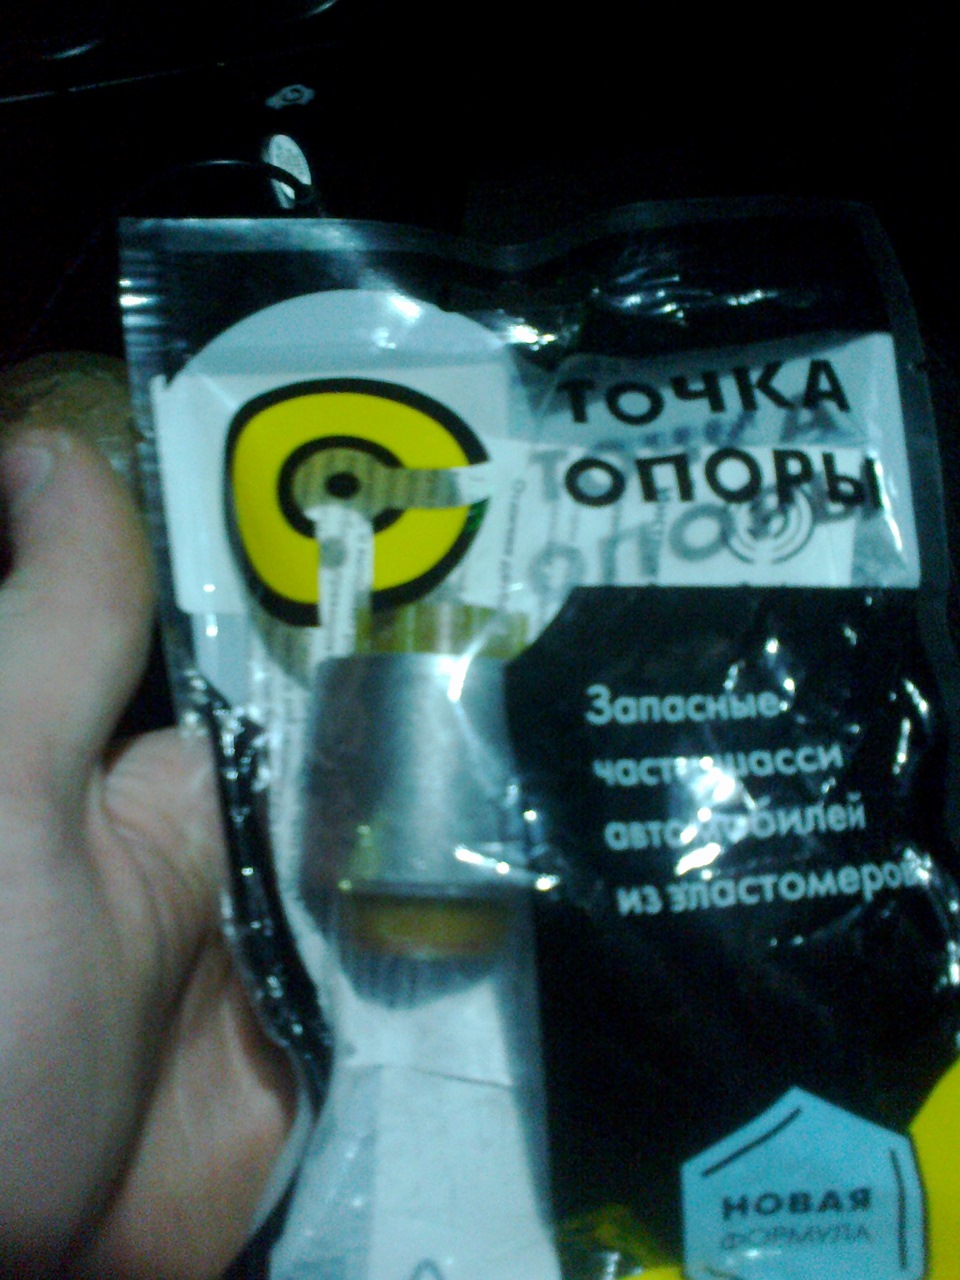 ТОЧКА
ОПОРЫ
Запасные
части шасси
автомобилей
из эластомеров
НОВАЯ
ФОРМУЛА